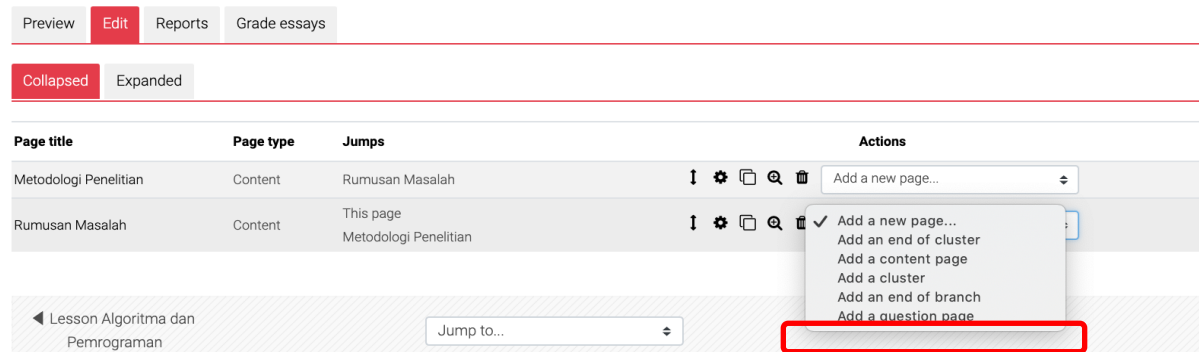 Preview Edit Reports Grade essays
Collapsed Expanded
Page title Page type Jumps Actions
Metodologi Penelitian Content Rumusan Masalah Add a new page...
Rumusan Masalah Content This page
Metodologi Penelitian
✓ Add a new page...
Add an end of cluster
Add a content page
Add a cluster
Add an end of branch
Add a question page
◀ Lesson Algoritma dan
Pemrograman
Jump to...